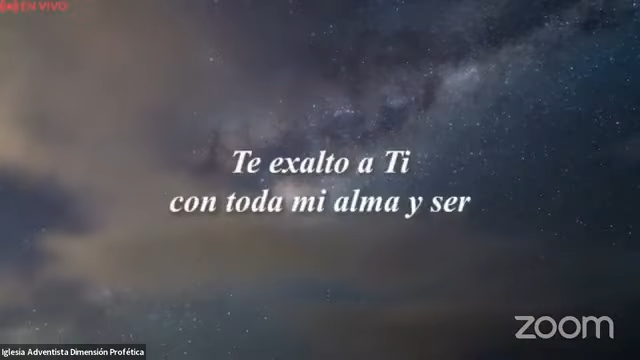 EN VIVO
Te exalto a Ti
con toda mi alma y ser
zoom
Iglesia Adventista Dimensión Profética